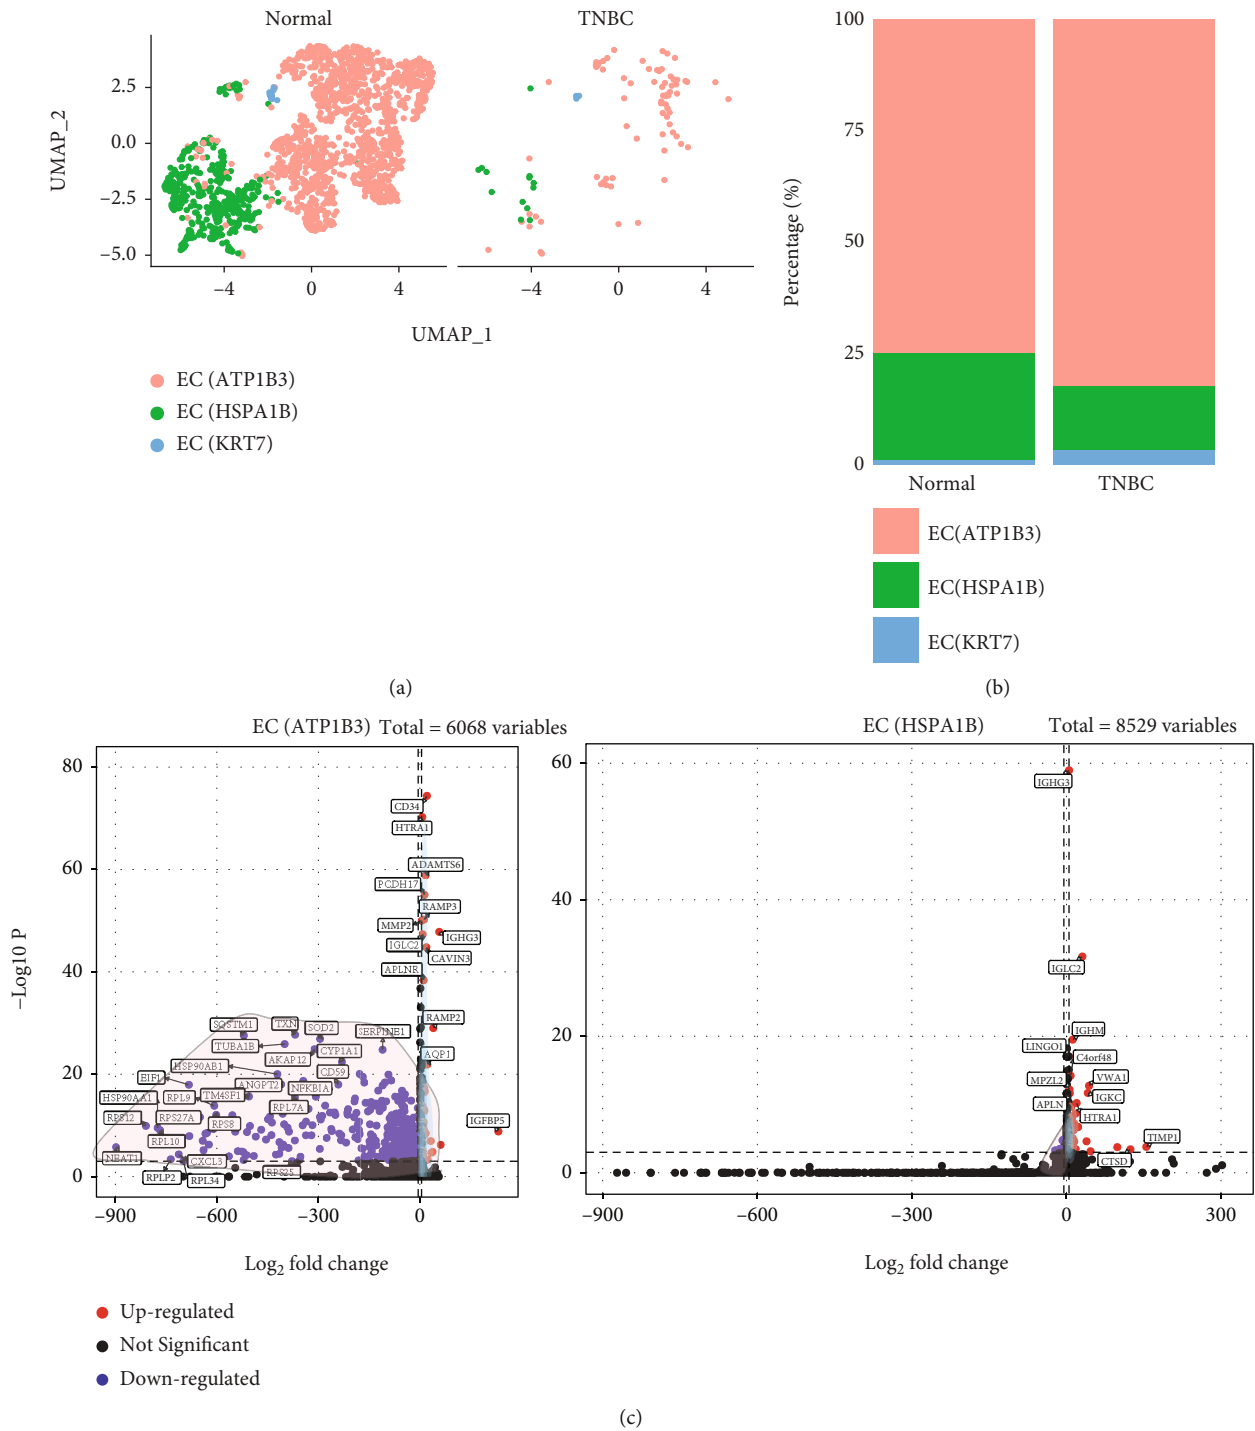 Normal
TNBC
UMAP_2
2.5
0.0
−2.5
−5.0
−4
0
4
−4
0
4
UMAP_1
EC (ATP1B3)
EC (HSPA1B)
EC (KRT7)
(a)
Percentage (%)
100
75
50
25
0
Normal
TNBC
EC(ATP1B3)
EC(HSPA1B)
EC(KRT7)
(b)
EC (ATP1B3) Total = 6068 variables
−Log10 P
80
60
40
20
0
CD34
HTRA1
ADAMTS6
PCDH17
RAMP3
MMP2
IGHG3
IGLC2
CAVIN3
APLNR
RAMP2
SQSTM1
TXN
SOD2
SERPINE1
TUBA1B
CYP1A1
AQP1
AKAP12
HSP90AB1
CD59
EIF1
ANGPT2
NFKBIA
HSP90AA1
RPL9
TM4SF1
RPL7A
RPS12
RPS27A
RPS8
IGFBP5
RPL10
NEAT1
CXCL3
RPS25
RPLP2
RPL34
−900
−600
−300
0
Log2 fold change
EC (HSPA1B)
Total = 8529 variables
60
40
20
0
IGHG3
IGLC2
IGHM
LINGO1
C4orf48
MPZL2
VWA1
IGKC
APLN
HTRA1
TIMP1
CTSD
−900
−600
−300
0
300
Log2 fold change
Up-regulated
Not Significant
Down-regulated
(c)